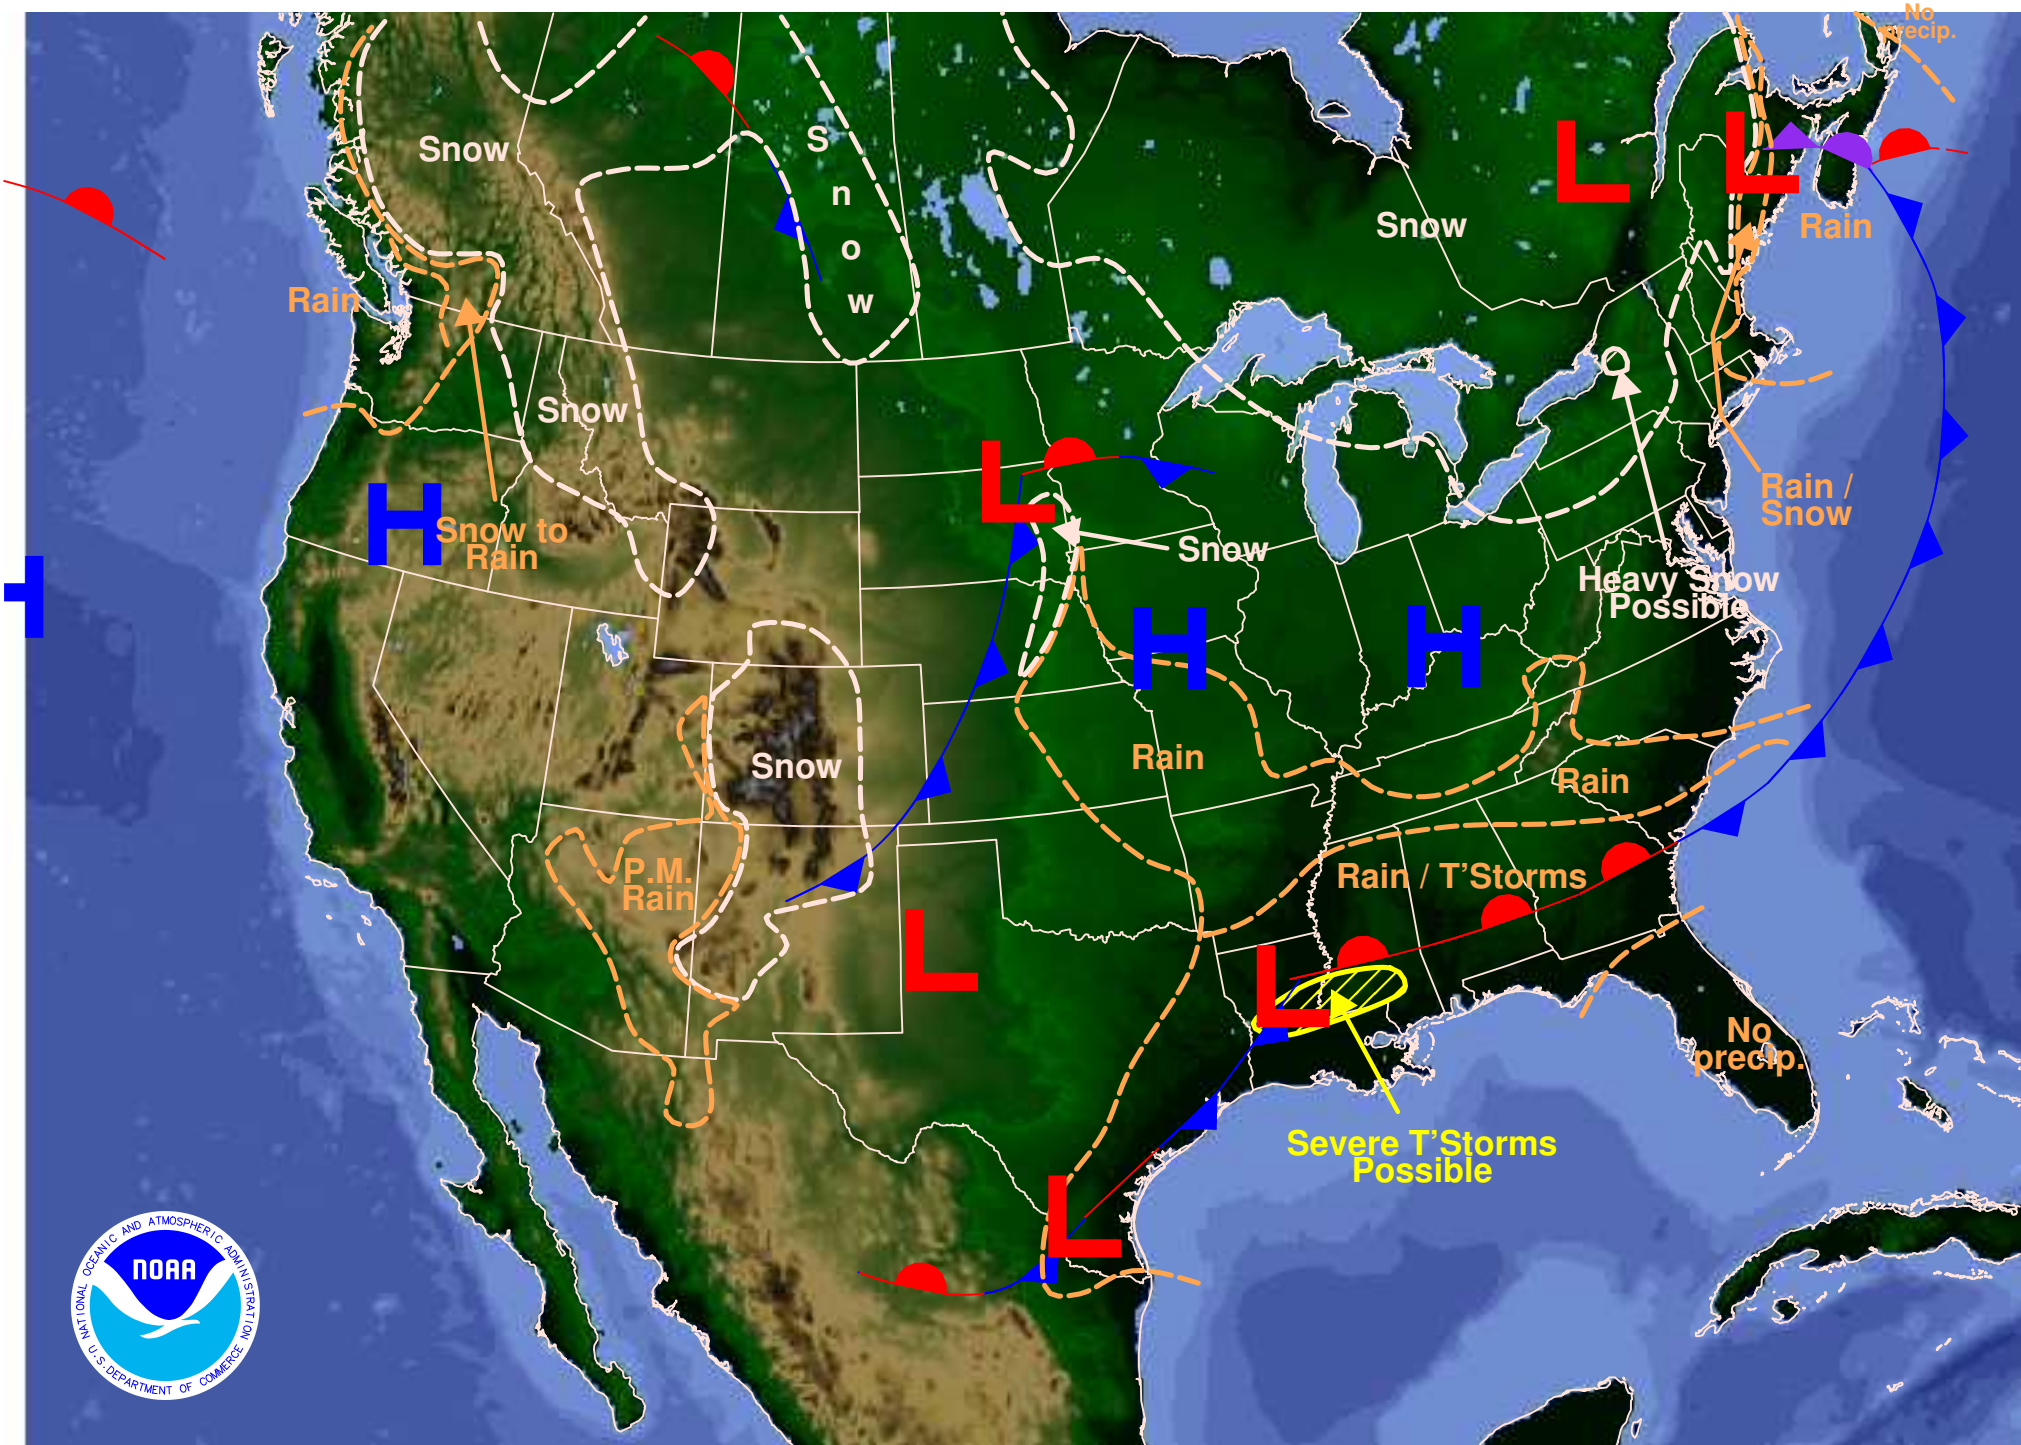 No
precip.
Snow
S
n
o
w
L
L
Snow
Rain
Rain
Snow
L
H
Snow to
Rain
Rain /
Snow
Snow
Heavy Snow
Possible
H
H
H
Snow
Rain
Rain
P.M.
Rain
Rain / T'Storms
L
L
No
precip.
Severe T'Storms
Possible
L
NATIONAL OCEANIC AND ATMOSPHERIC ADMINISTRATION
NOAA
U.S. DEPARTMENT OF COMMERCE